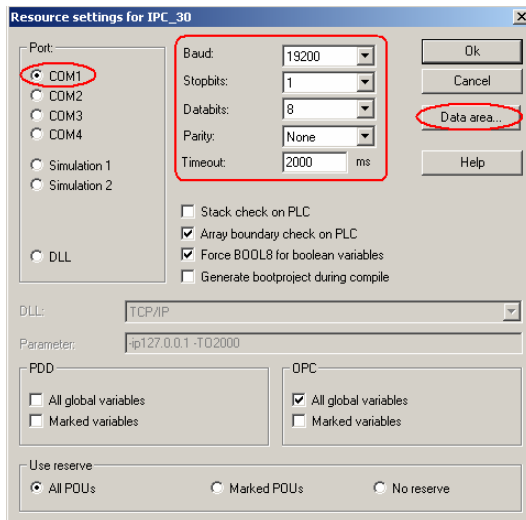 Resource settings for IPC_30
Port:
COM1
COM2
COM3
COM4
Simulation 1
Simulation 2
DLL
Baud: 19200
Stopbits: 1
Databits: 8
Parity: None
Timeout: 2000 ms
Ok
Cancel
Data area...
Help
Stack check on PLC
Array boundary check on PLC
Force BOOL8 for boolean variables
Generate bootproject during compile
DLL: TCP/IP
Parameter: -ip127.0.0.1 -TO2000
PDD
All global variables
Marked variables
OPC
All global variables
Marked variables
Use reserve
All POUs Marked POUs No reserve